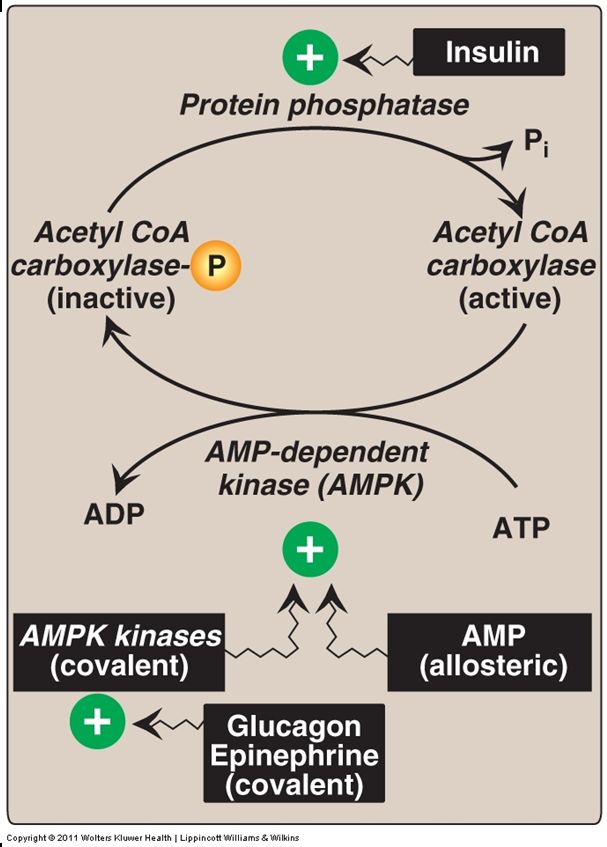 +
Insulin
Protein phosphatase
Pi
Acetyl CoA
carboxylase-P
(inactive)
Acetyl CoA
carboxylase
(active)
AMP-dependent
kinase (AMPK)
ADP
ATP
+
AMPK kinases
(covalent)
AMP
(allosteric)
+
Glucagon
Epinephrine
(covalent)
Copyright © 2011 Wolters Kluwer Health | Lippincott Williams & Wilkins